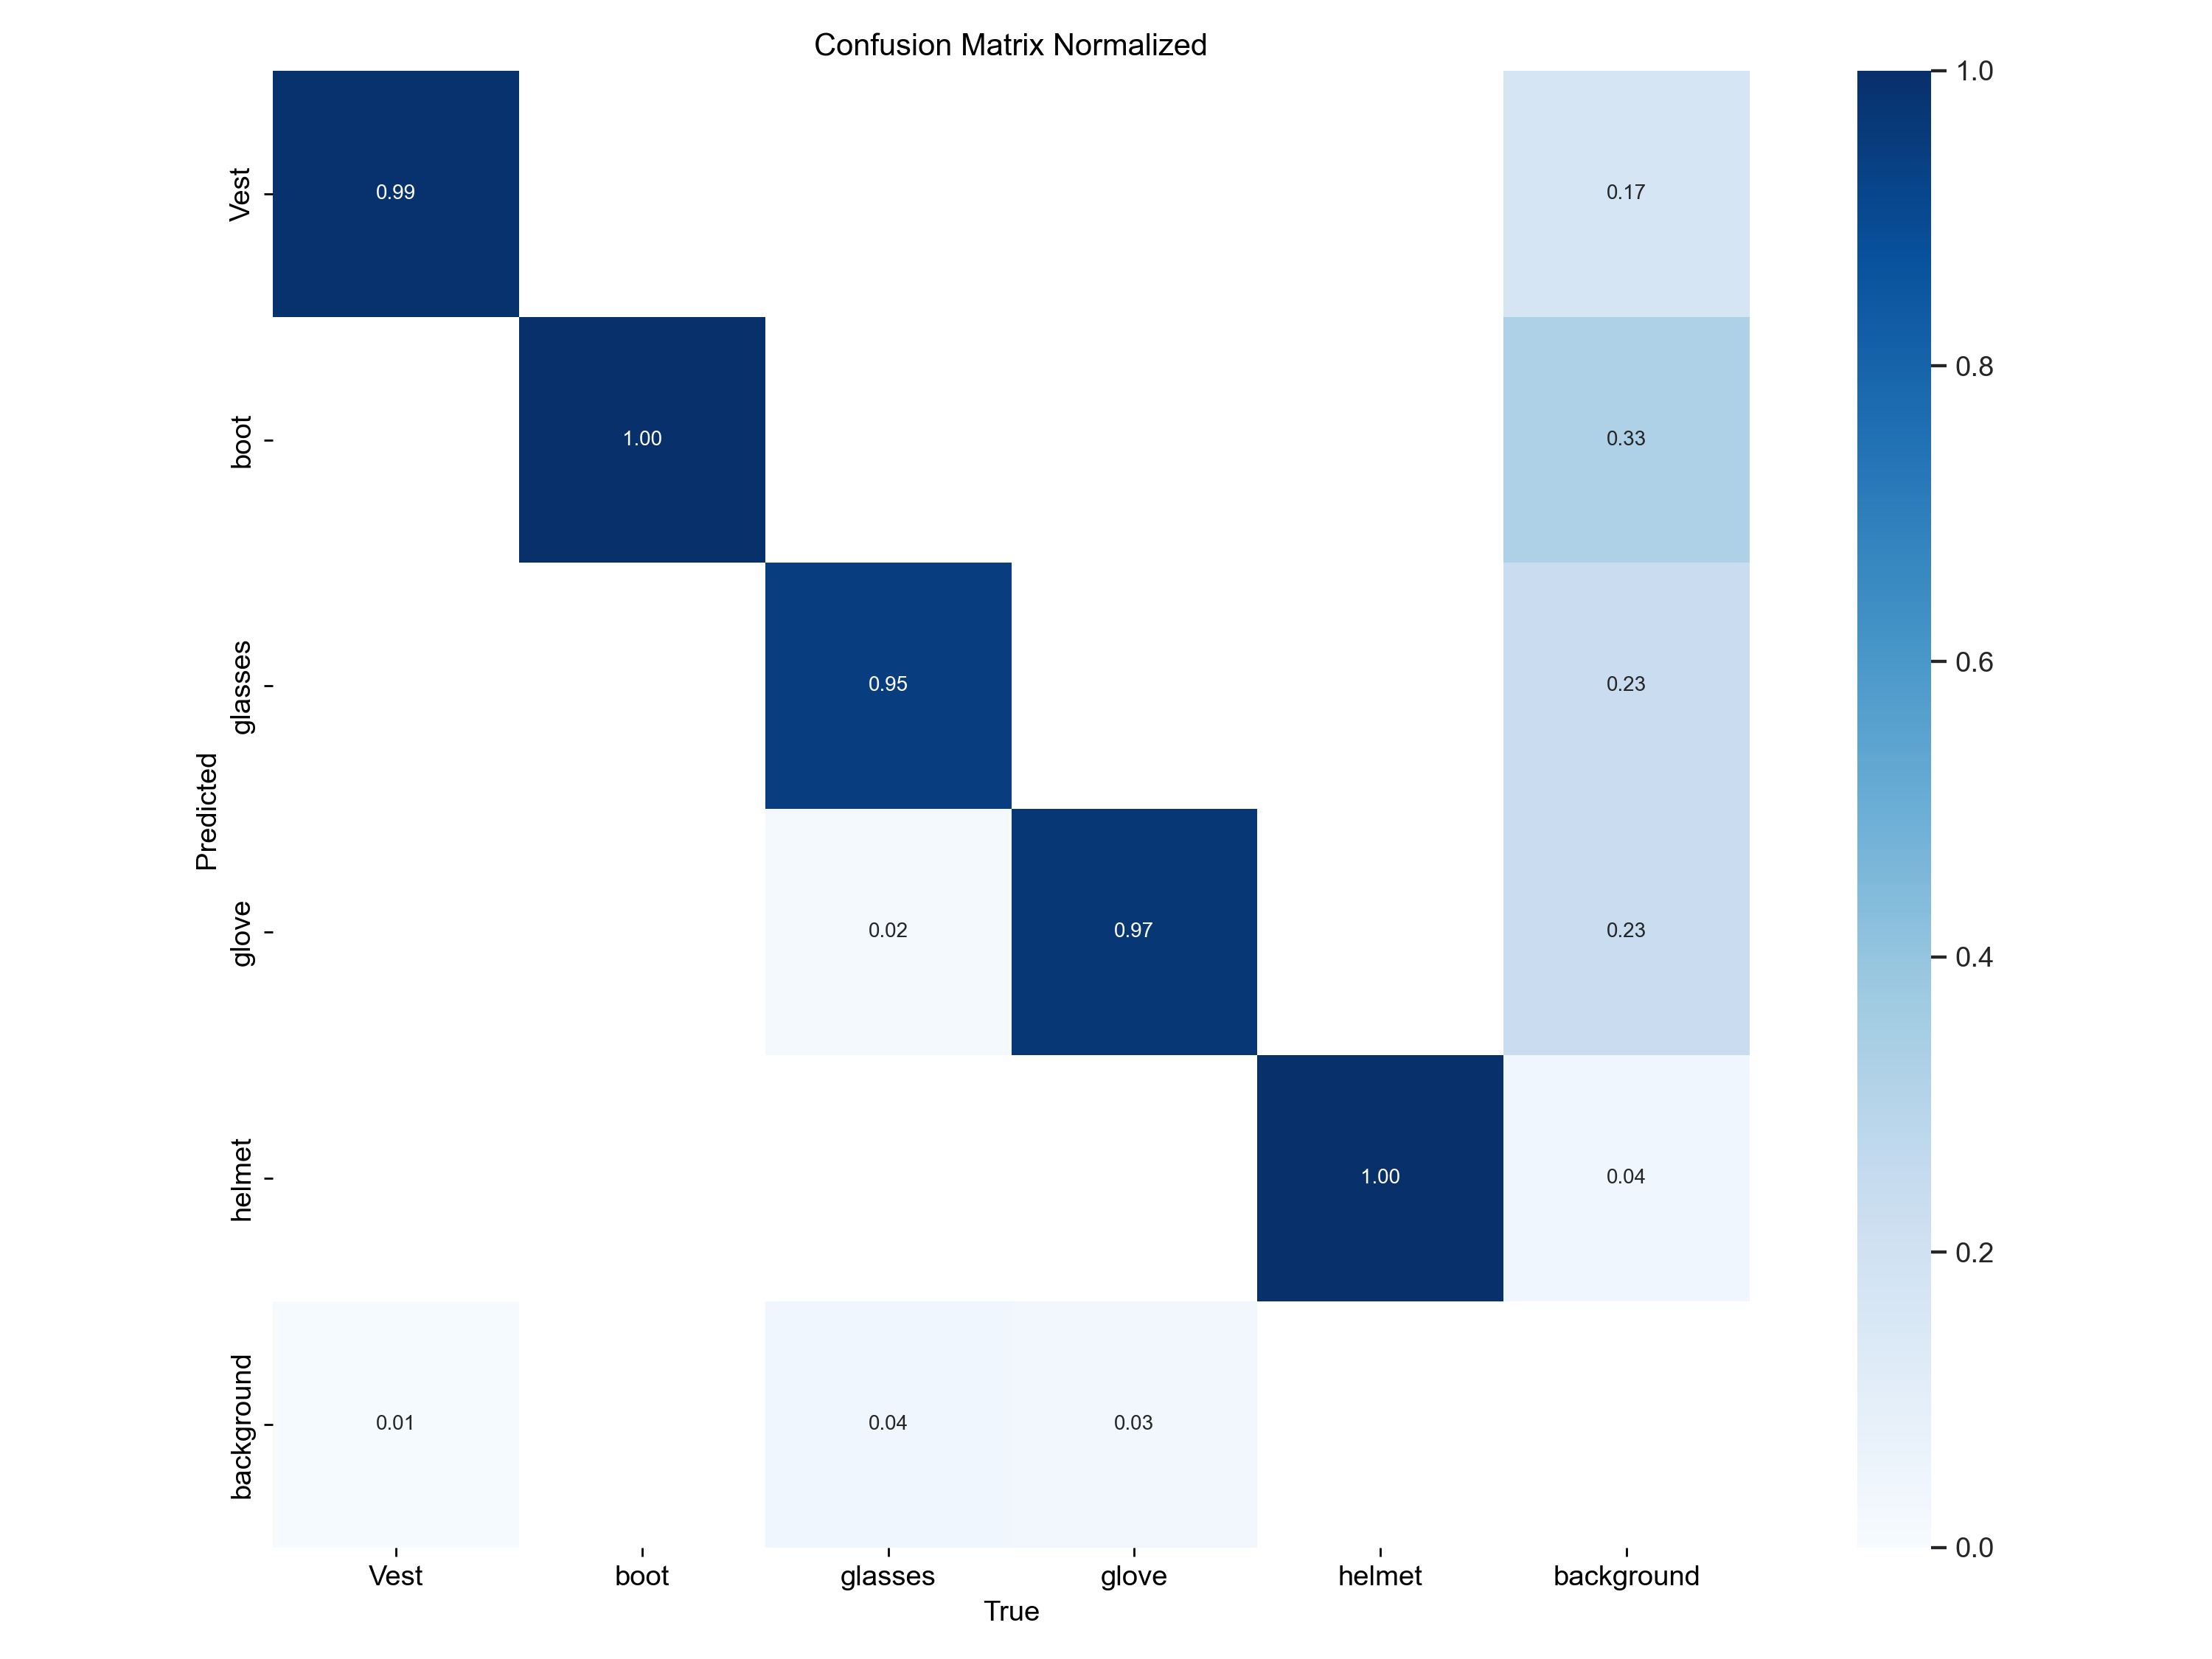 Confusion Matrix Normalized
Vest
0.99
0.17
1.0
boot
1.00
0.33
0.8
glasses
0.95
0.23
0.6
Predicted
glove
0.02
0.97
0.23
0.4
helmet
1.00
0.04
0.2
background
0.01
0.04
0.03
0.0
Vest
boot
glasses
glove
helmet
background
True